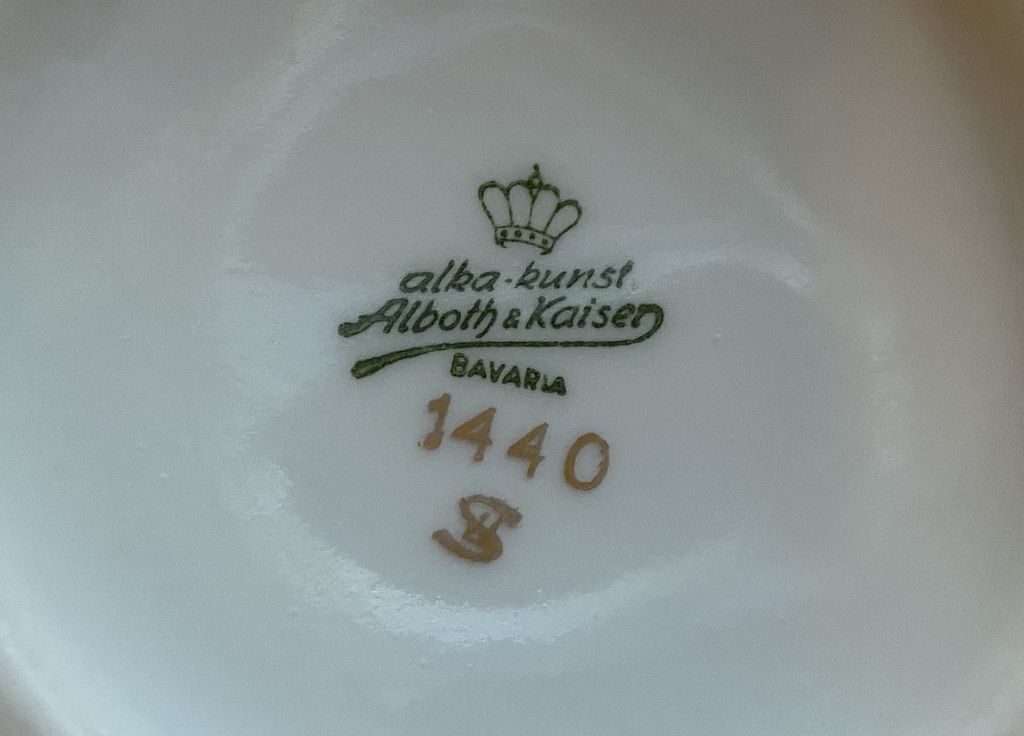 alka-kunst
Alboth & Kaiser
BAVARIA
1440